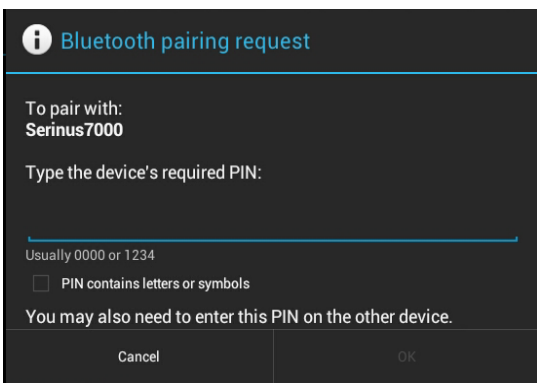 Bluetooth pairing request
To pair with:
Serinus7000
Type the device's required PIN:
Usually 0000 or 1234
PIN contains letters or symbols
You may also need to enter this PIN on the other device.
Cancel
OK